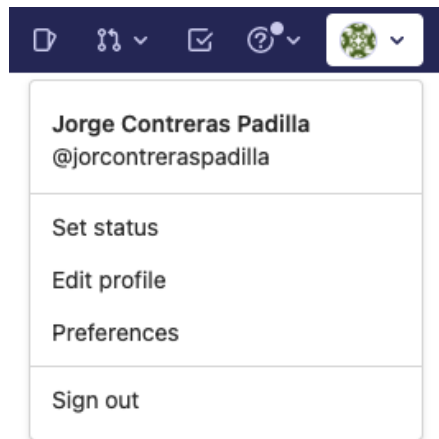 Jorge Contreras Padilla
@jorcontreraspadilla
Set status
Edit profile
Preferences
Sign out